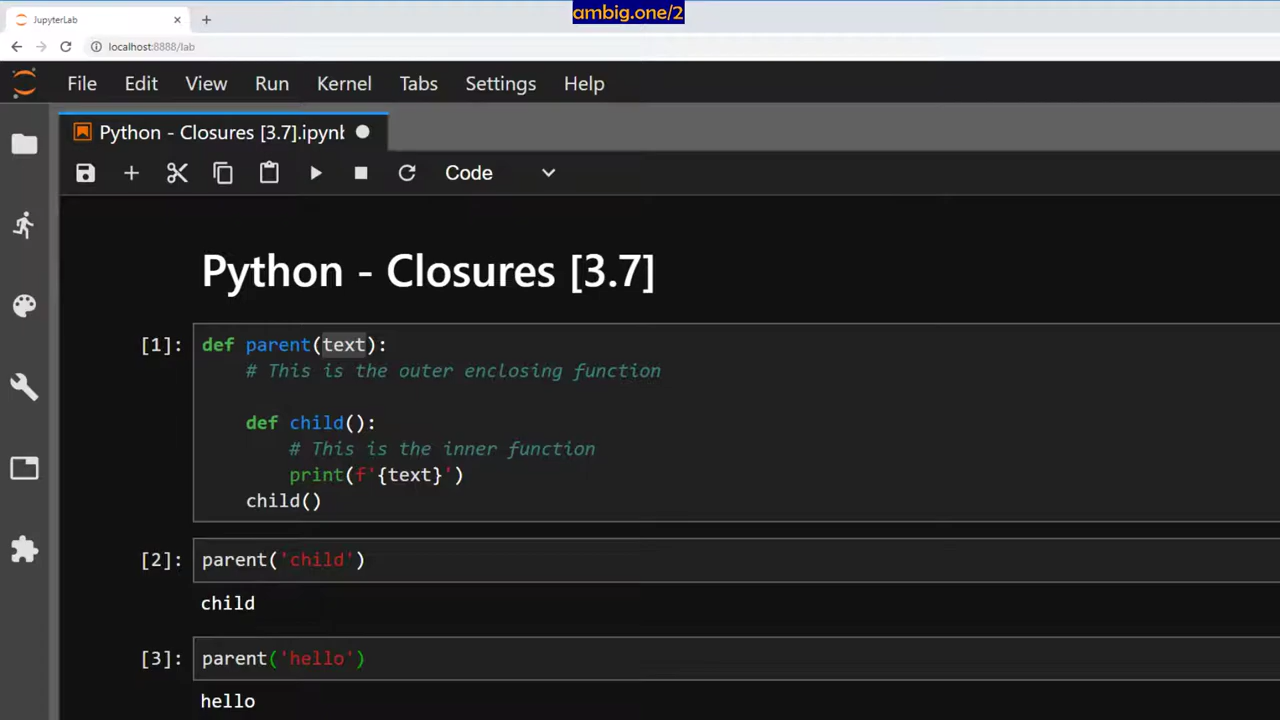 ambig.one/2
JupyterLab
localhost:8888/lab
File Edit View Run Kernel Tabs Settings Help
Python - Closures [3.7].ipynb
Code
Python - Closures [3.7]
[1]: def parent(text):
# This is the outer enclosing function
def child():
# This is the inner function
print(f'{text}')
child()
[2]: parent('child')
child
[3]: parent('hello')
hello